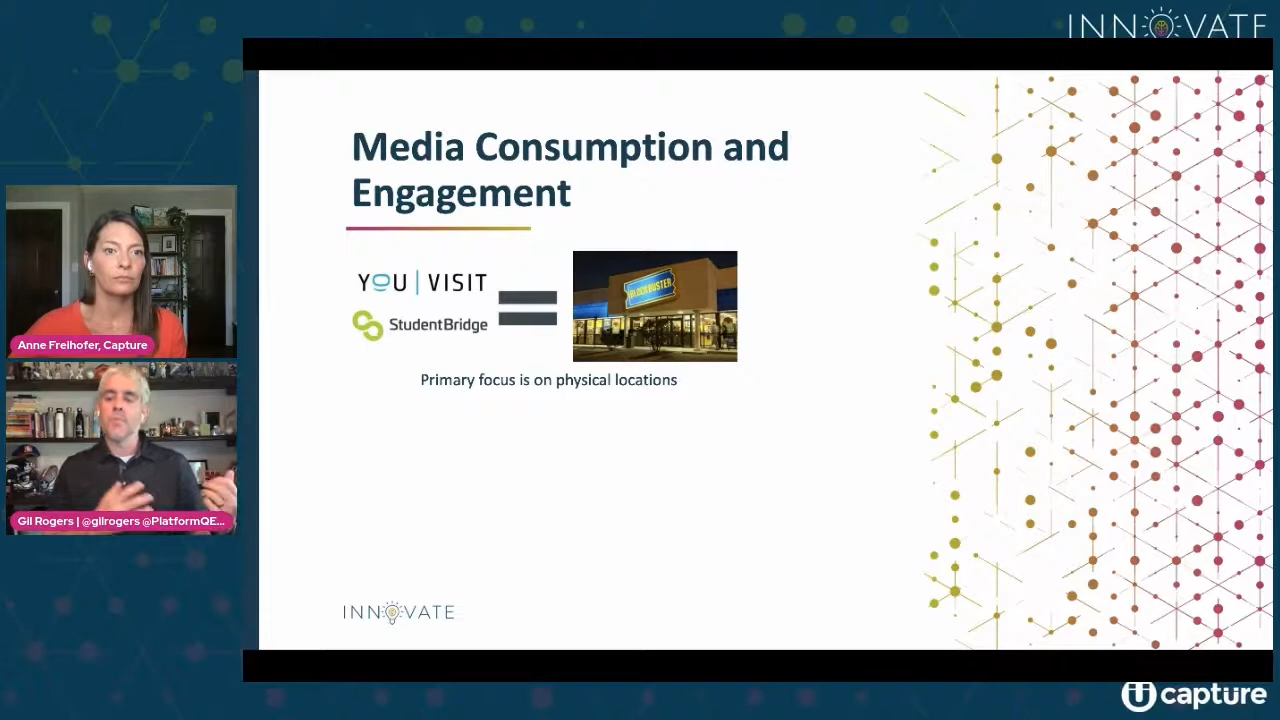 INNOVATE
Media Consumption and
Engagement
YOU | VISIT
StudentBridge
BLOCKBUSTER
Primary focus is on physical locations
Anne Freihofer, Capture
Gil Rogers | @gilrogers @PlatformQE...
INNOVATE
capture